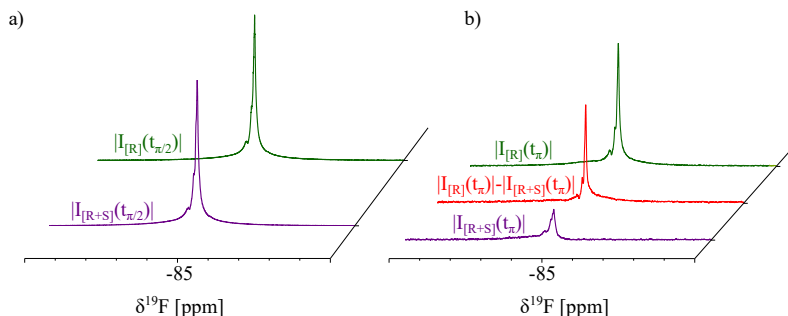 a)
|I[R](tπ/2)|
|I[R+S](tπ/2)|
-85
δ¹⁹F [ppm]
b)
|I[R](tπ)|
|I[R](tπ)|-|I[R+S](tπ)|
|I[R+S](tπ)|
-85
δ¹⁹F [ppm]